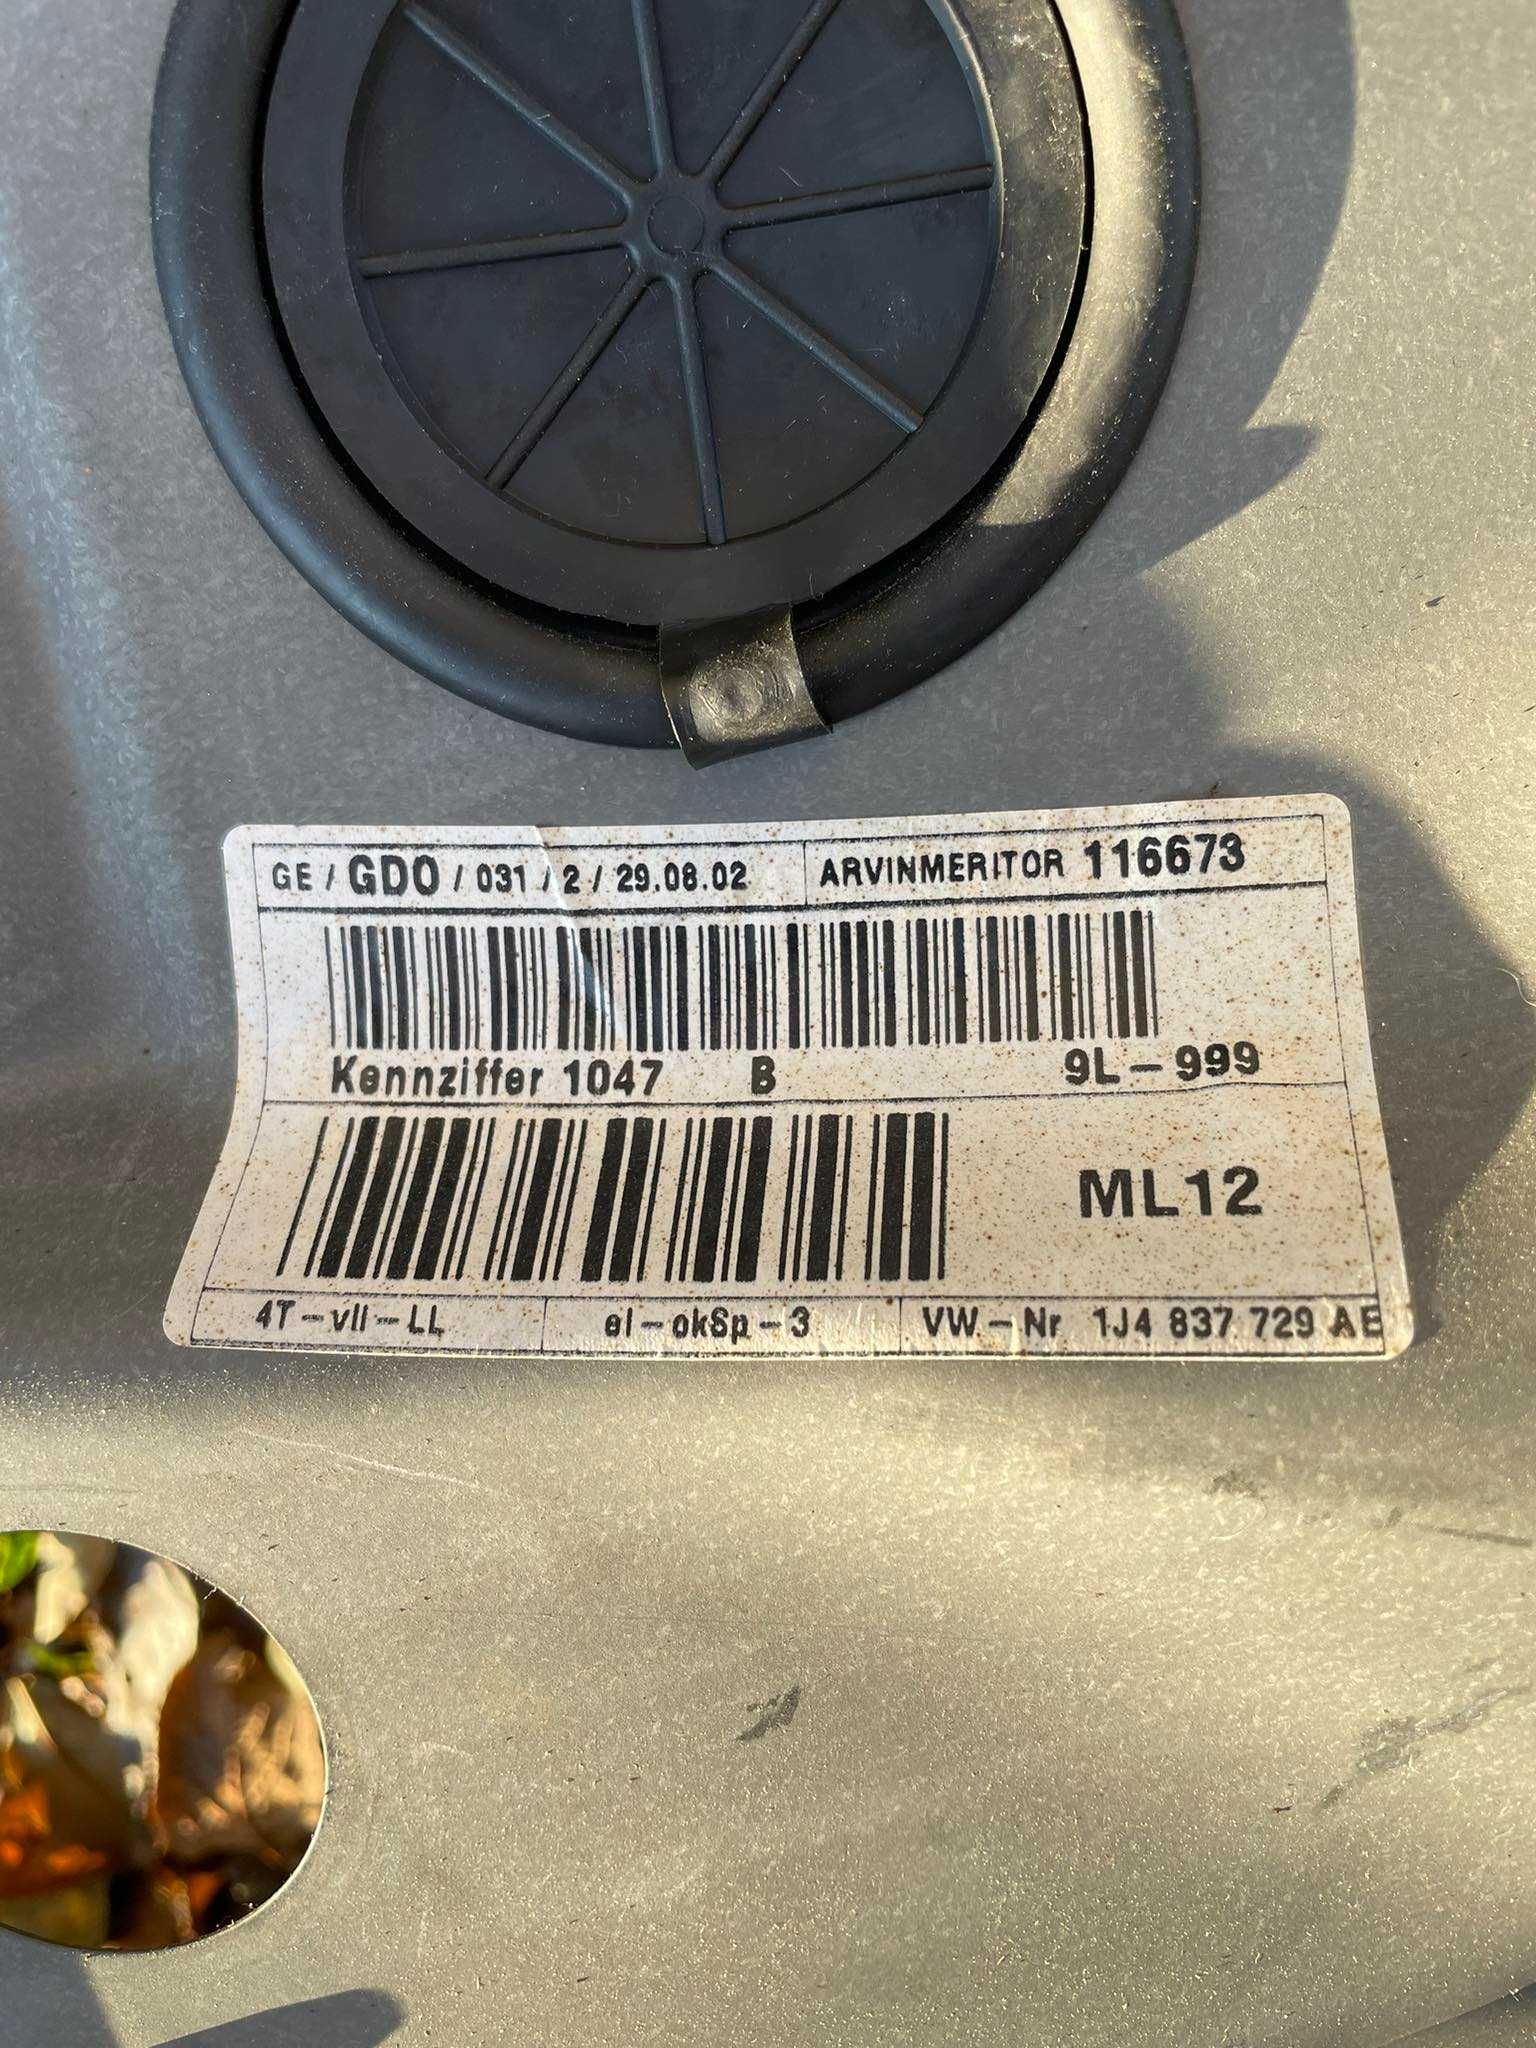 GE / GDO / 031 / 2 / 29.08.02 ARVINMERITOR 116673
Kennziffer 1047 B 9L-999
ML12
4T-vll-LL el-okSp-3 VW-Nr 1J4 837 729 AE